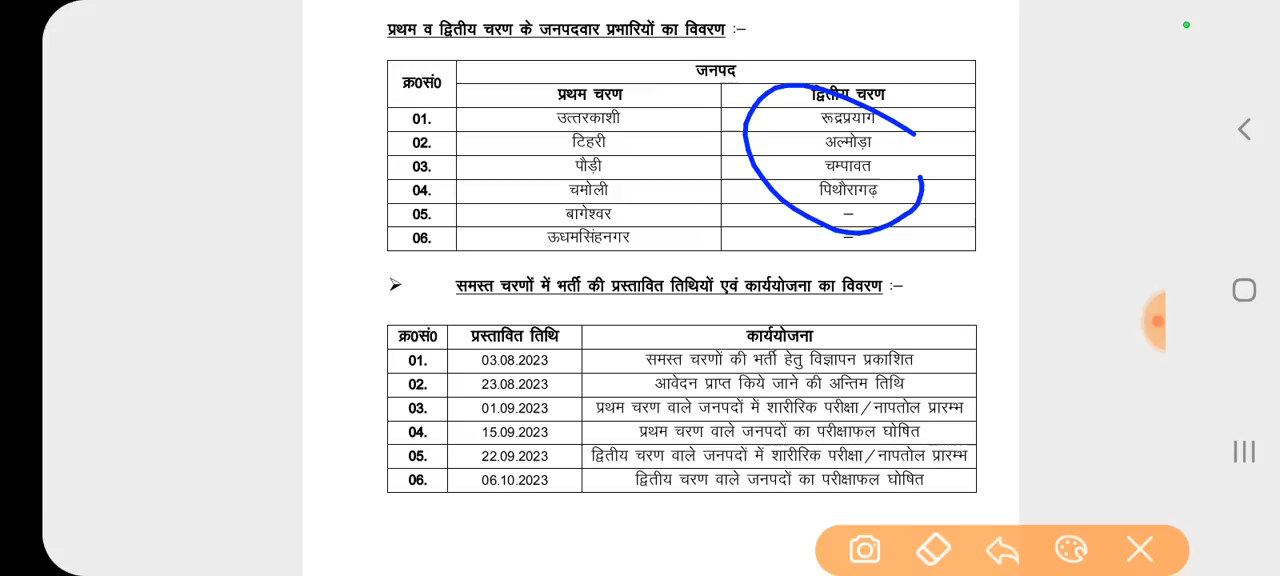 प्रथम व द्वितीय चरण के जनपदवार प्रभारियों का विवरण :–
क्र0सं0 जनपद
प्रथम चरण द्वितीय चरण
01. उत्तरकाशी रूद्रप्रयाग
02. टिहरी अल्मोड़ा
03. पौड़ी चम्पावत
04. चमोली पिथौरागढ़
05. बागेश्वर –
06. ऊधमसिंहनगर –
➢ समस्त चरणों में भर्ती की प्रस्तावित तिथियों एवं कार्ययोजना का विवरण :–
क्र0सं0 प्रस्तावित तिथि कार्ययोजना
01. 03.08.2023 समस्त चरणों की भर्ती हेतु विज्ञापन प्रकाशित
02. 23.08.2023 आवेदन प्राप्त किये जाने की अन्तिम तिथि
03. 01.09.2023 प्रथम चरण वाले जनपदों में शारीरिक परीक्षा/नापतोल प्रारम्भ
04. 15.09.2023 प्रथम चरण वाले जनपदों का परीक्षाफल घोषित
05. 22.09.2023 द्वितीय चरण वाले जनपदों में शारीरिक परीक्षा/नापतोल प्रारम्भ
06. 06.10.2023 द्वितीय चरण वाले जनपदों का परीक्षाफल घोषित